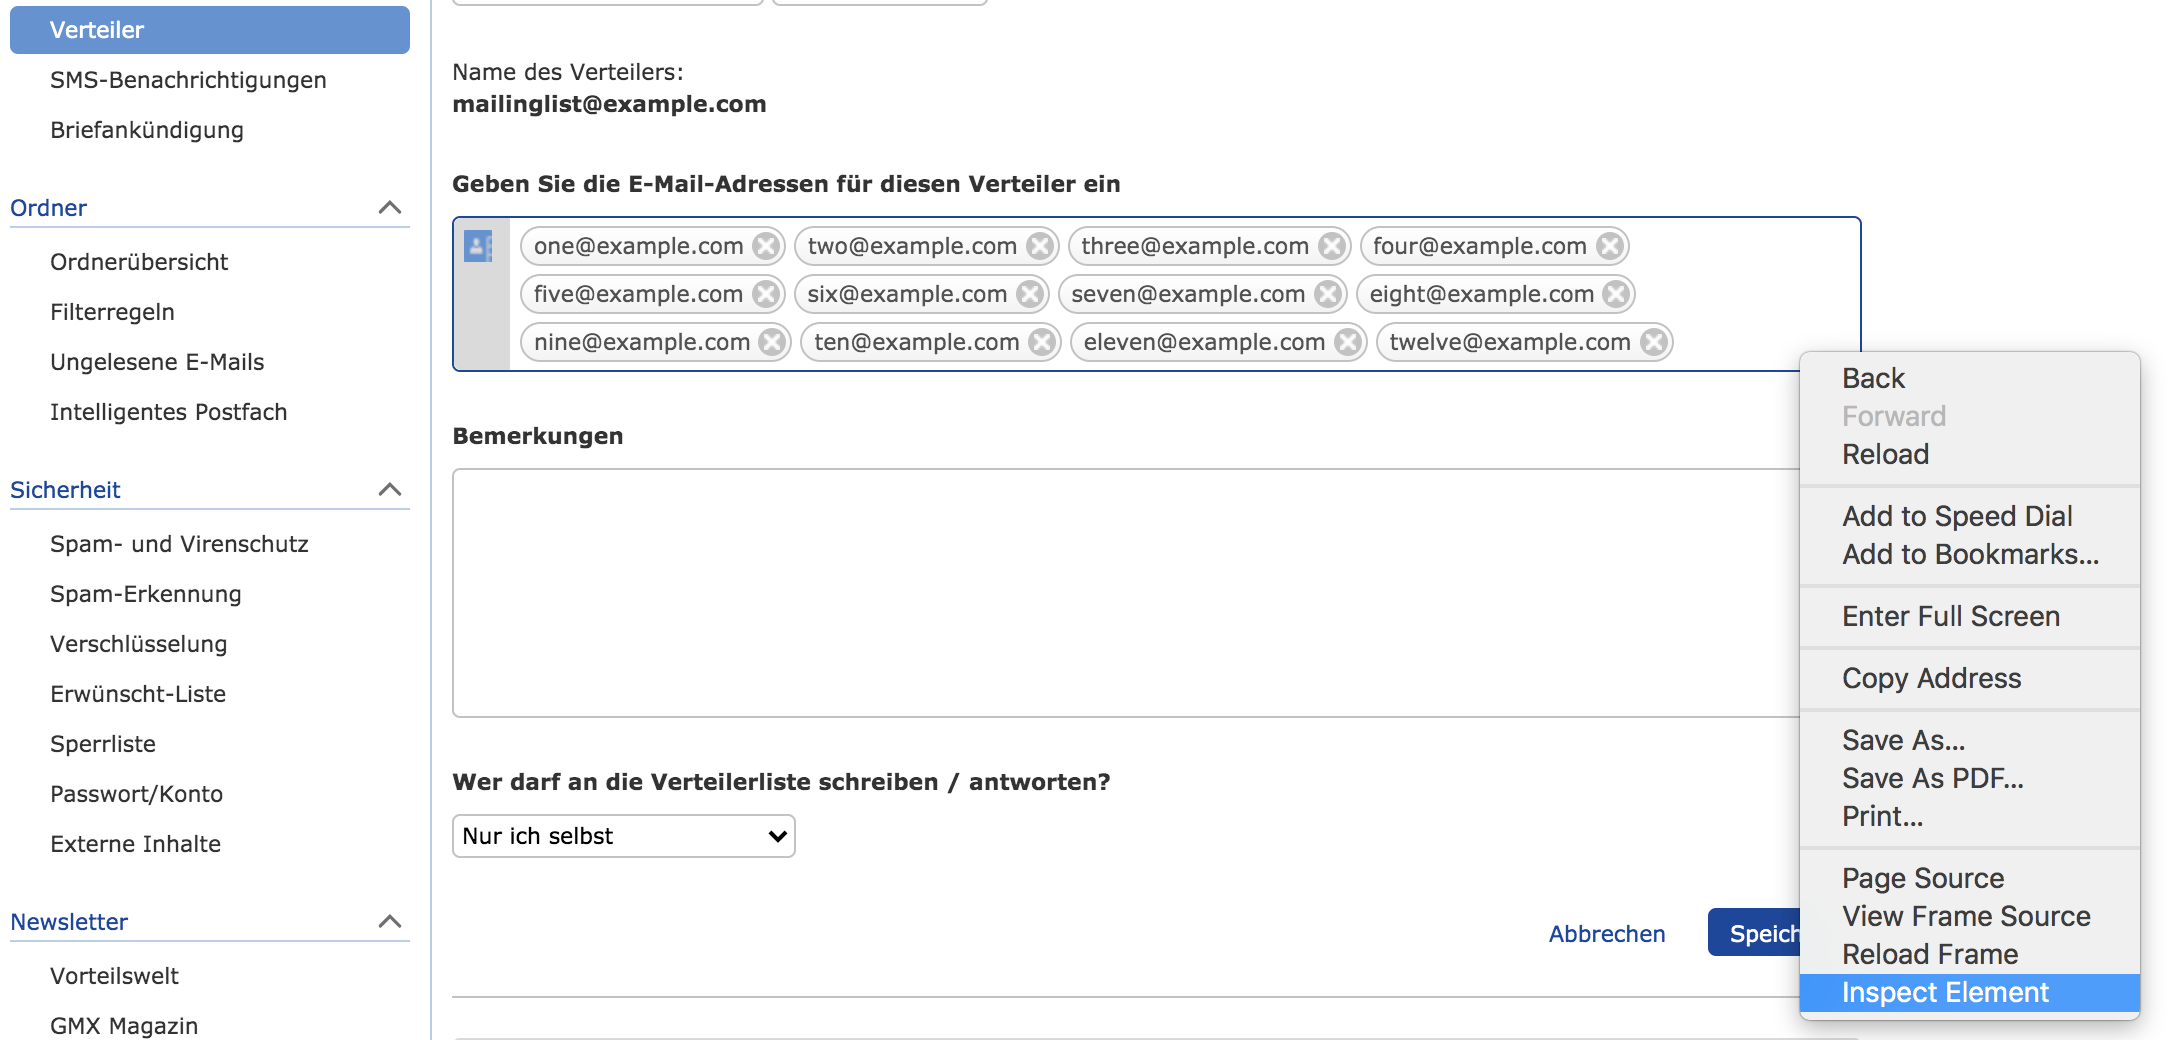 Verteiler
SMS-Benachrichtigungen
Briefankündigung
Ordner
Ordnerübersicht
Filterregeln
Ungelesene E-Mails
Intelligentes Postfach
Sicherheit
Spam- und Virenschutz
Spam-Erkennung
Verschlüsselung
Erwünscht-Liste
Sperrliste
Passwort/Konto
Externe Inhalte
Newsletter
Vorteilswelt
GMX Magazin
Name des Verteilers:
mailinglist@example.com
Geben Sie die E-Mail-Adressen für diesen Verteiler ein
one@example.com two@example.com three@example.com four@example.com
five@example.com six@example.com seven@example.com eight@example.com
nine@example.com ten@example.com eleven@example.com twelve@example.com
Bemerkungen
Wer darf an die Verteilerliste schreiben / antworten?
Nur ich selbst
Abbrechen Speich
Back
Forward
Reload
Add to Speed Dial
Add to Bookmarks...
Enter Full Screen
Copy Address
Save As...
Save As PDF...
Print...
Page Source
View Frame Source
Reload Frame
Inspect Element